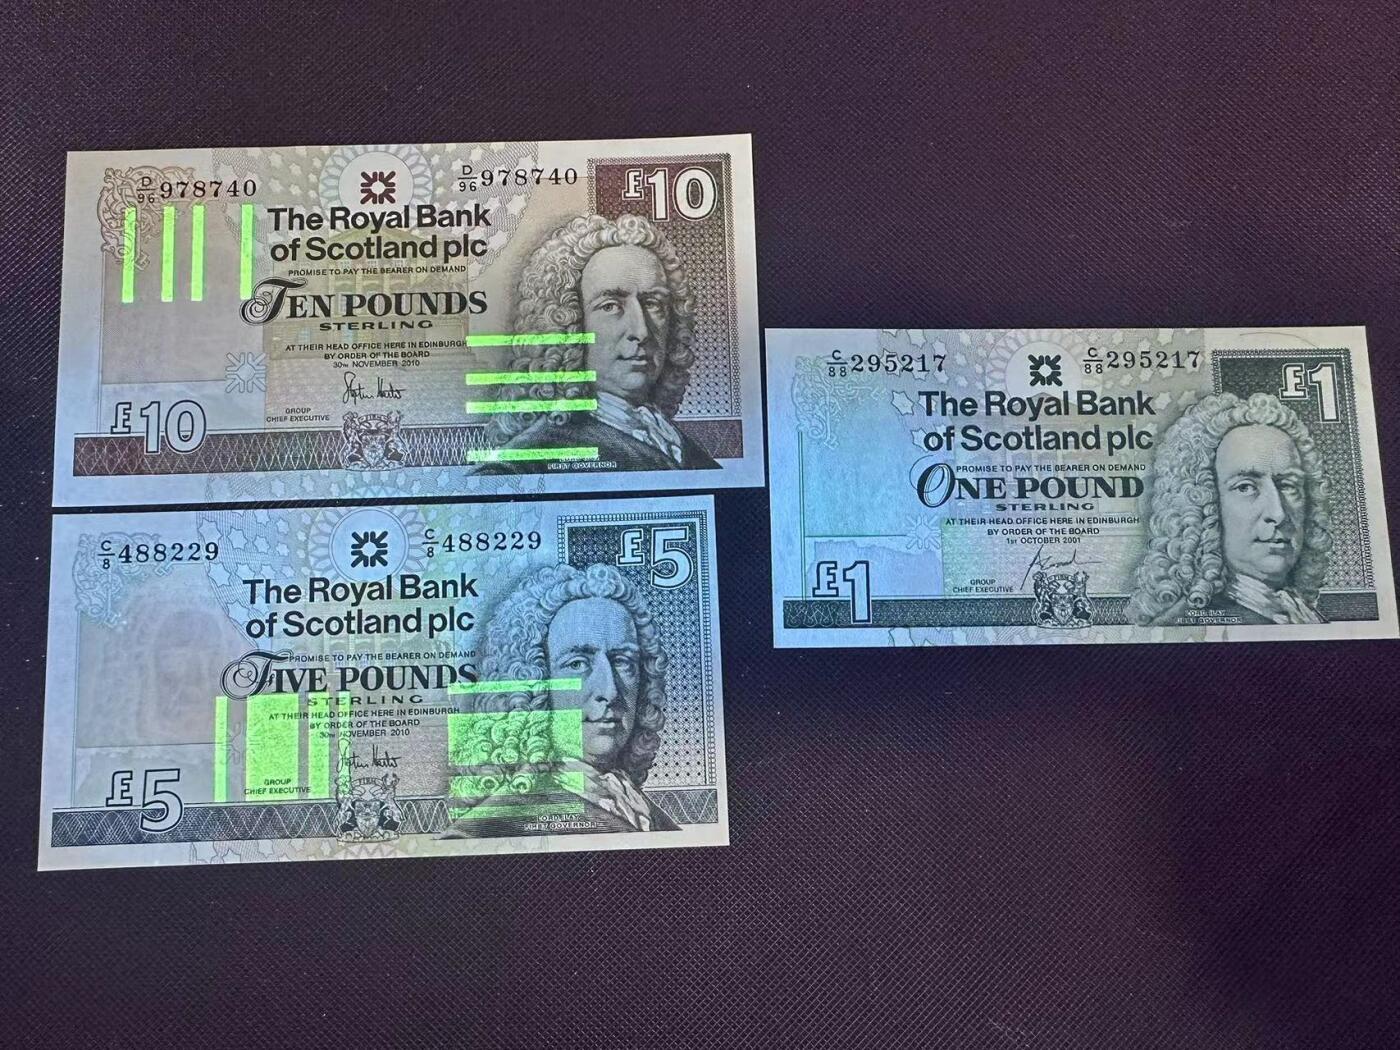 D/96 978740
D/96 978740
£10
The Royal Bank
of Scotland plc
PROMISE TO PAY THE BEARER ON DEMAND
TEN POUNDS
STERLING
AT THEIR HEAD OFFICE HERE IN EDINBURGH
BY ORDER OF THE BOARD
30TH NOVEMBER 2010
GROUP
CHIEF EXECUTIVE
£10
FIRST GOVERNOR
C/8 488229
C/8 488229
£5
The Royal Bank
of Scotland plc
PROMISE TO PAY THE BEARER ON DEMAND
FIVE POUNDS
STERLING
AT THEIR HEAD OFFICE HERE IN EDINBURGH
BY ORDER OF THE BOARD
30TH NOVEMBER 2010
GROUP
CHIEF EXECUTIVE
£5
LORD ILAY
FIRST GOVERNOR
C/88 295217
C/88 295217
£1
The Royal Bank
of Scotland plc
PROMISE TO PAY THE BEARER ON DEMAND
ONE POUND
STERLING
AT THEIR HEAD OFFICE HERE IN EDINBURGH
BY ORDER OF THE BOARD
1ST OCTOBER 2001
GROUP
CHIEF EXECUTIVE
£1
LORD ILAY
FIRST GOVERNOR